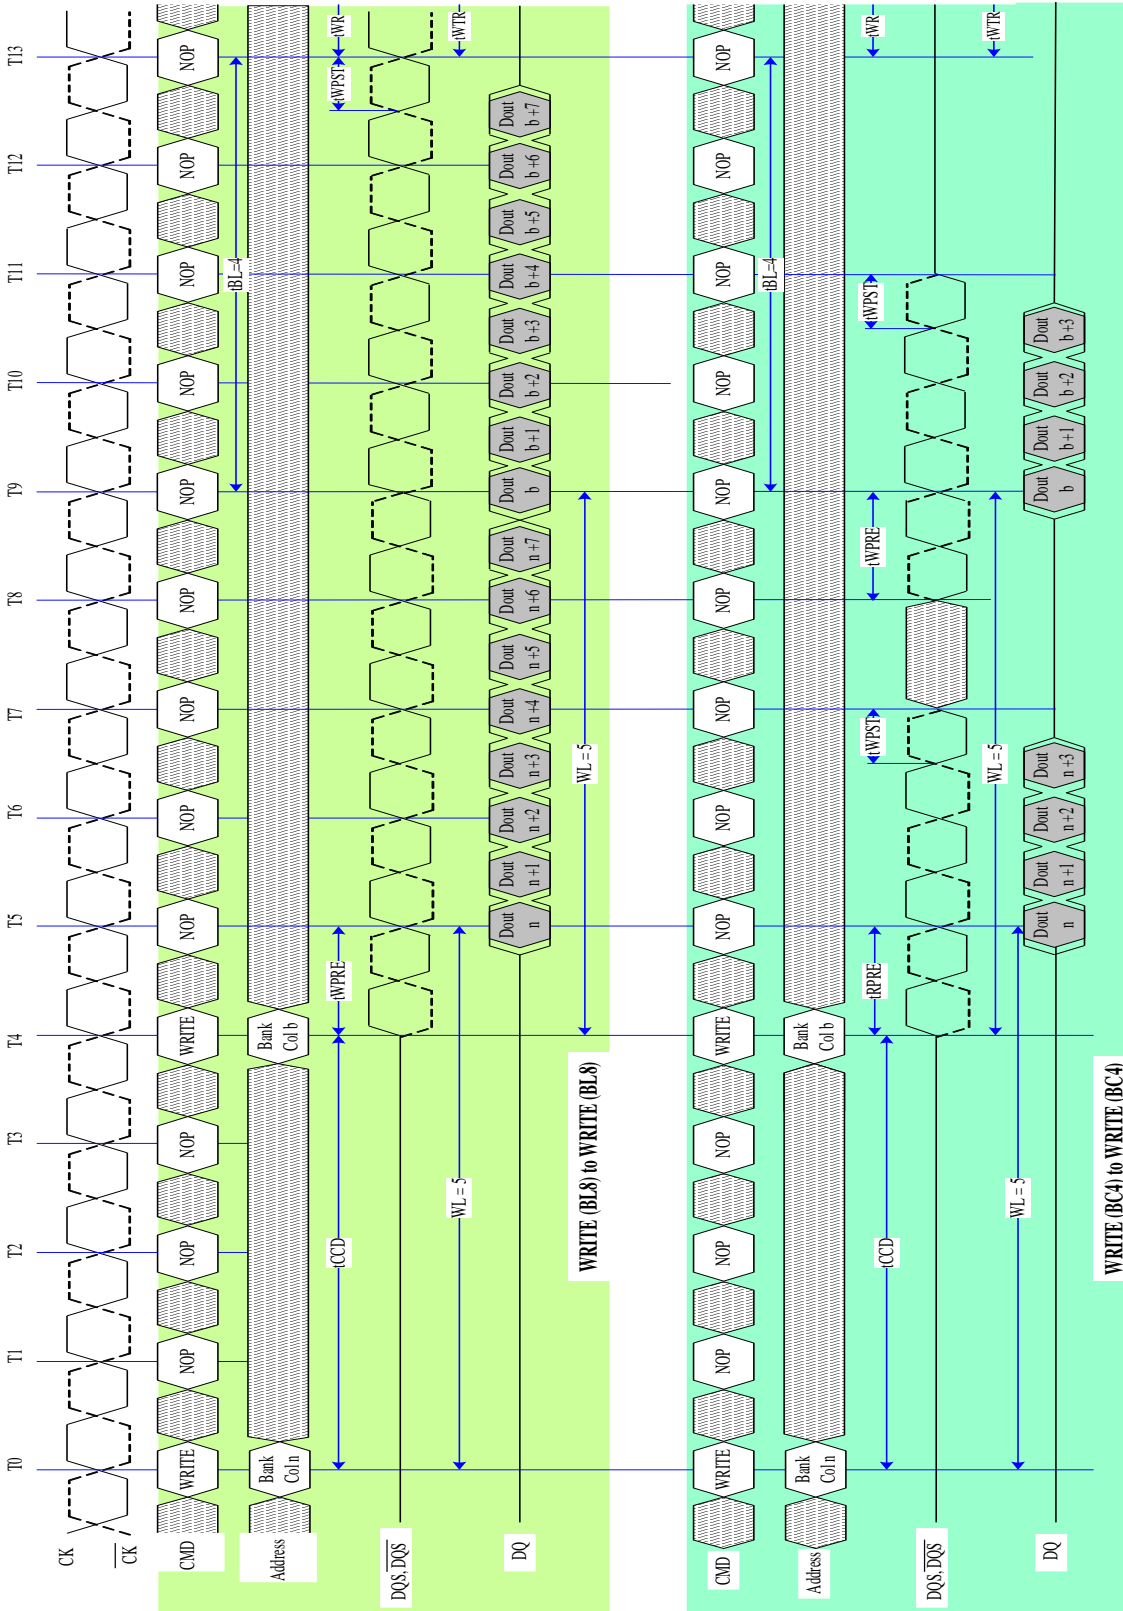 T0 T1 T2 T3 T4 T5 T6 T7 T8 T9 T10 T11 T12 T13
CK
CK
CMD WRITE NOP NOP NOP WRITE NOP NOP NOP NOP NOP NOP NOP NOP NOP
tBL=4
Address
Bank Col n
Bank Col b
tCCD tWPRE tWPST tWR
DQS, DQS
WL = 5 tWTR
DQ
Dout n
Dout n+1
Dout n+2
Dout n+3
Dout n+4
Dout n+5
Dout n+6
Dout n+7
Dout b
Dout b+1
Dout b+2
Dout b+3
Dout b+4
Dout b+5
Dout b+6
Dout b+7
WL = 5
WRITE (BL8) to WRITE (BL8)
CMD WRITE NOP NOP NOP WRITE NOP NOP NOP NOP NOP NOP NOP NOP NOP
tBL=4
Address
Bank Col n
Bank Col b
tCCD tRPRE tWPST tWPRE tWPST tWR
DQS, DQS
WL = 5 tWTR
WL = 5
DQ
Dout n
Dout n+1
Dout n+2
Dout n+3
Dout b
Dout b+1
Dout b+2
Dout b+3
WRITE (BC4) to WRITE (BC4)